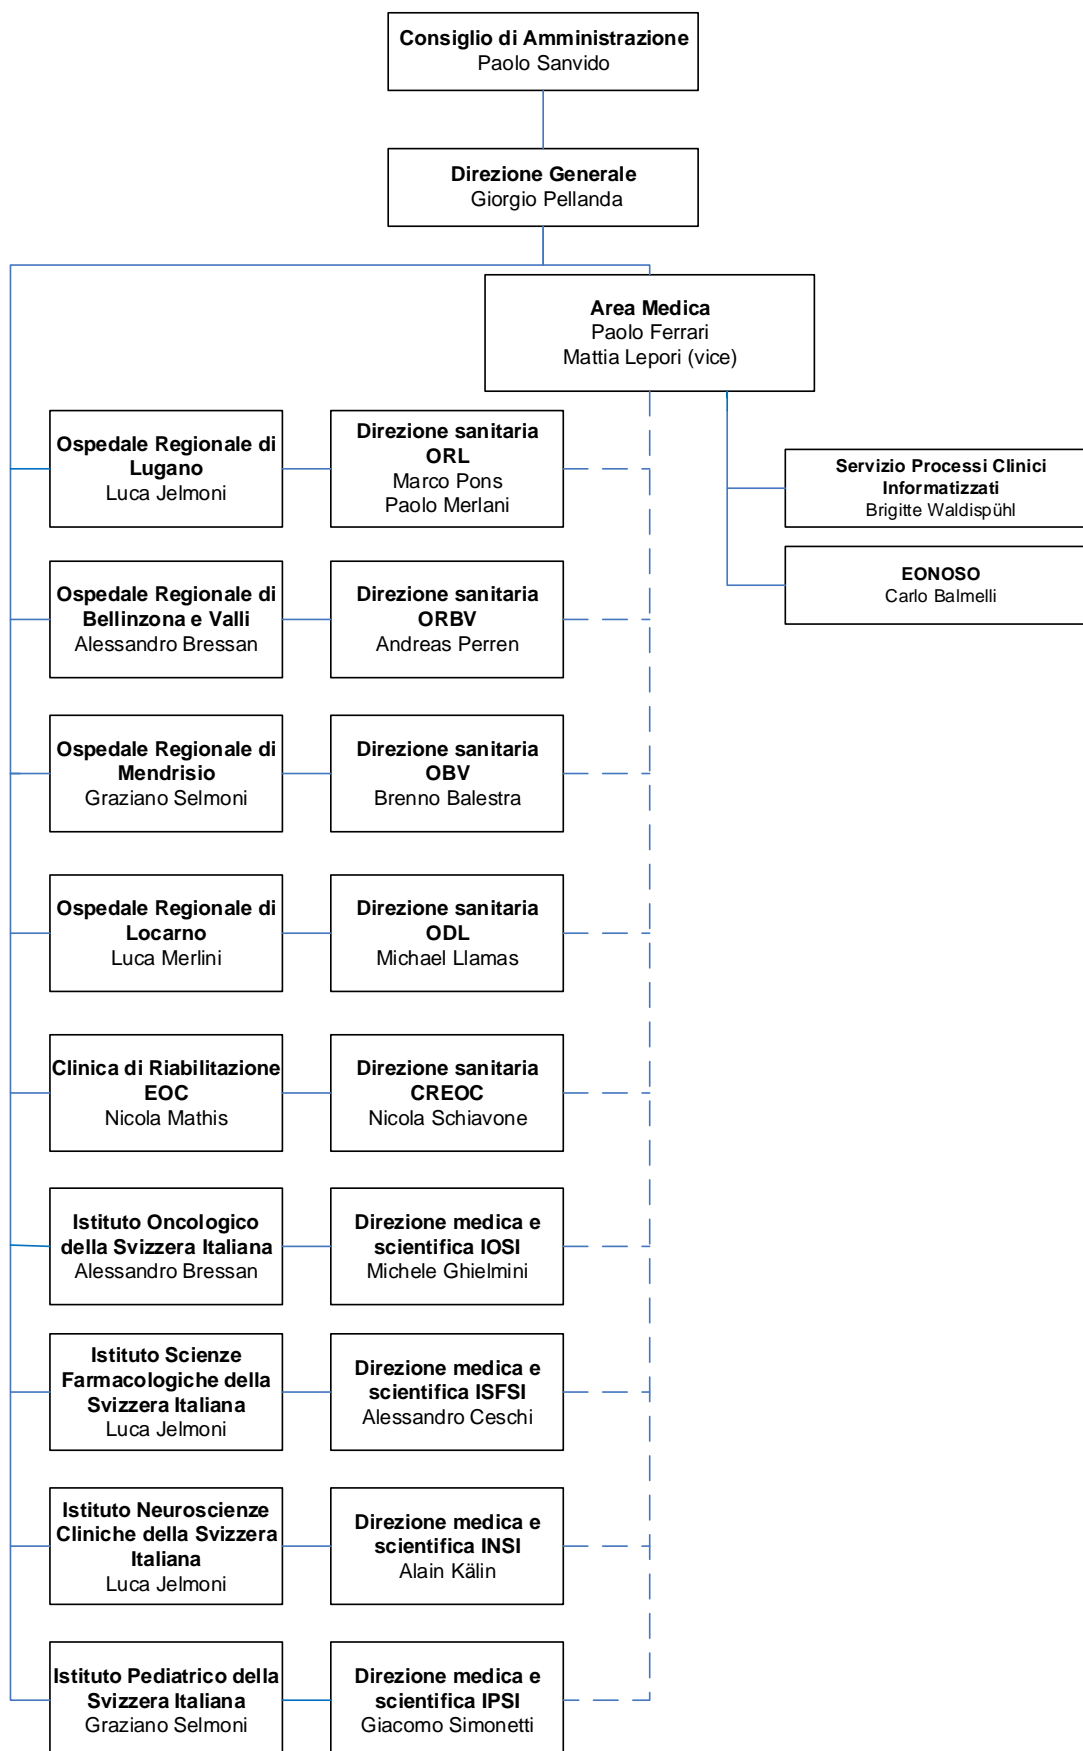 Consiglio di Amministrazione
Paolo Sanvido
Direzione Generale
Giorgio Pellanda
Area Medica
Paolo Ferrari
Mattia Lepori (vice)
Ospedale Regionale di
Lugano
Luca Jelmoni
Direzione sanitaria
ORL
Marco Pons
Paolo Merlani
Servizio Processi Clinici
Informatizzati
Brigitte Waldispühl
EONOSO
Carlo Balmelli
Ospedale Regionale di
Bellinzona e Valli
Alessandro Bressan
Direzione sanitaria
ORBV
Andreas Perren
Ospedale Regionale di
Mendrisio
Graziano Selmoni
Direzione sanitaria
OBV
Brenno Balestra
Ospedale Regionale di
Locarno
Luca Merlini
Direzione sanitaria
ODL
Michael Llamas
Clinica di Riabilitazione
EOC
Nicola Mathis
Direzione sanitaria
CREOC
Nicola Schiavone
Istituto Oncologico
della Svizzera Italiana
Alessandro Bressan
Direzione medica e
scientifica IOSI
Michele Ghielmini
Istituto Scienze
Farmacologiche della
Svizzera Italiana
Luca Jelmoni
Direzione medica e
scientifica ISFSI
Alessandro Ceschi
Istituto Neuroscienze
Cliniche della Svizzera
Italiana
Luca Jelmoni
Direzione medica e
scientifica INSI
Alain Kälin
Istituto Pediatrico della
Svizzera Italiana
Graziano Selmoni
Direzione medica e
scientifica IPSI
Giacomo Simonetti